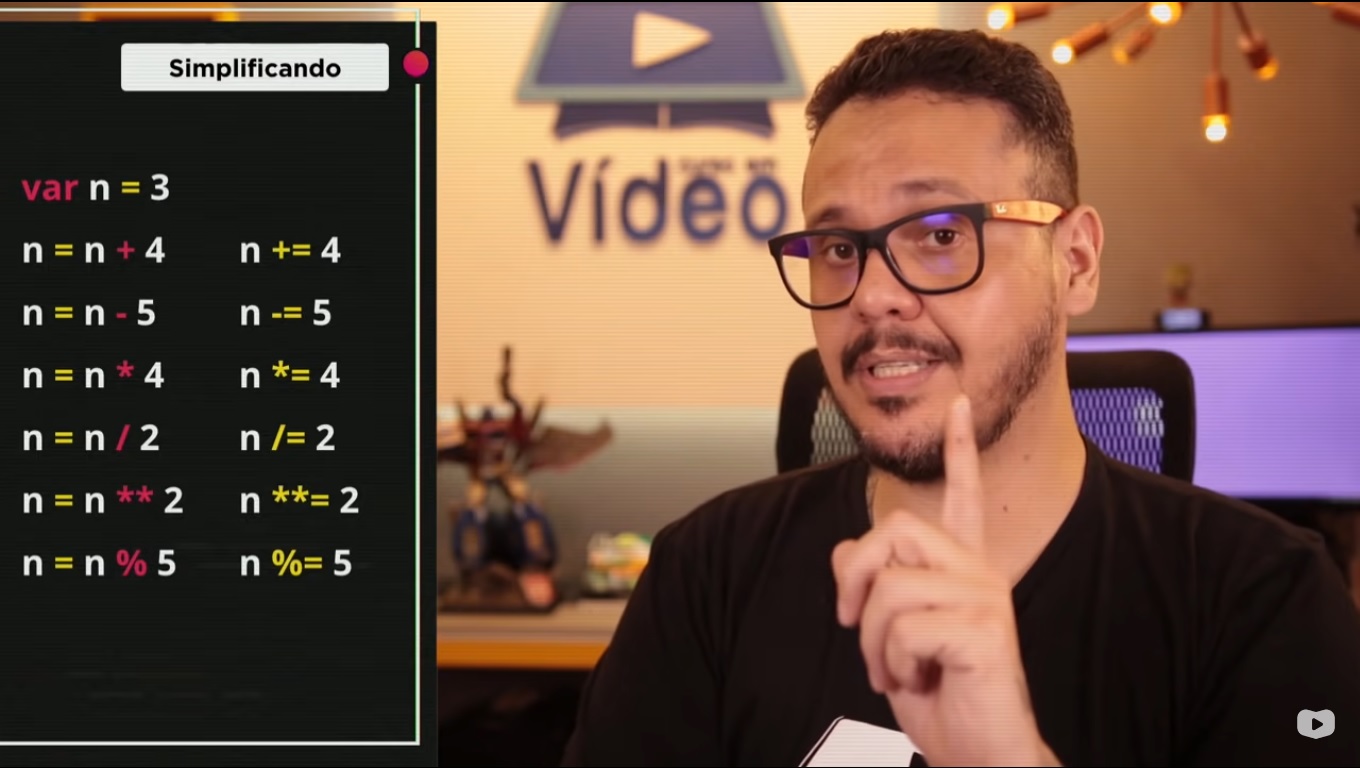 Simplificando
var n = 3
n = n + 4 n += 4
n = n - 5 n -= 5
n = n * 4 n *= 4
n = n / 2 n /= 2
n = n ** 2 n **= 2
n = n % 5 n %= 5
Vídeo